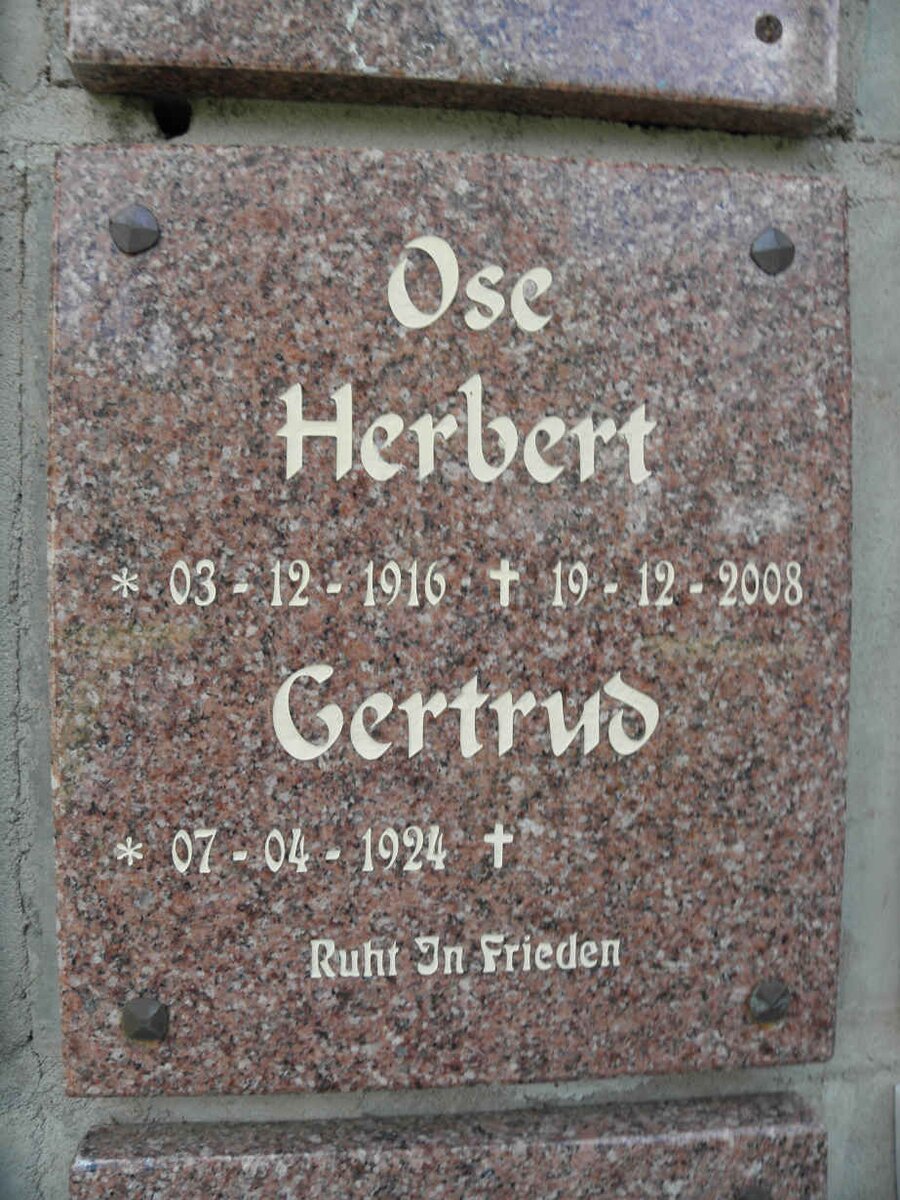 Ose
Herbert
* 03 - 12 - 1916 ✝ 19 - 12 - 2008
Gertrud
* 07 - 04 - 1924 ✝
Ruht In Frieden